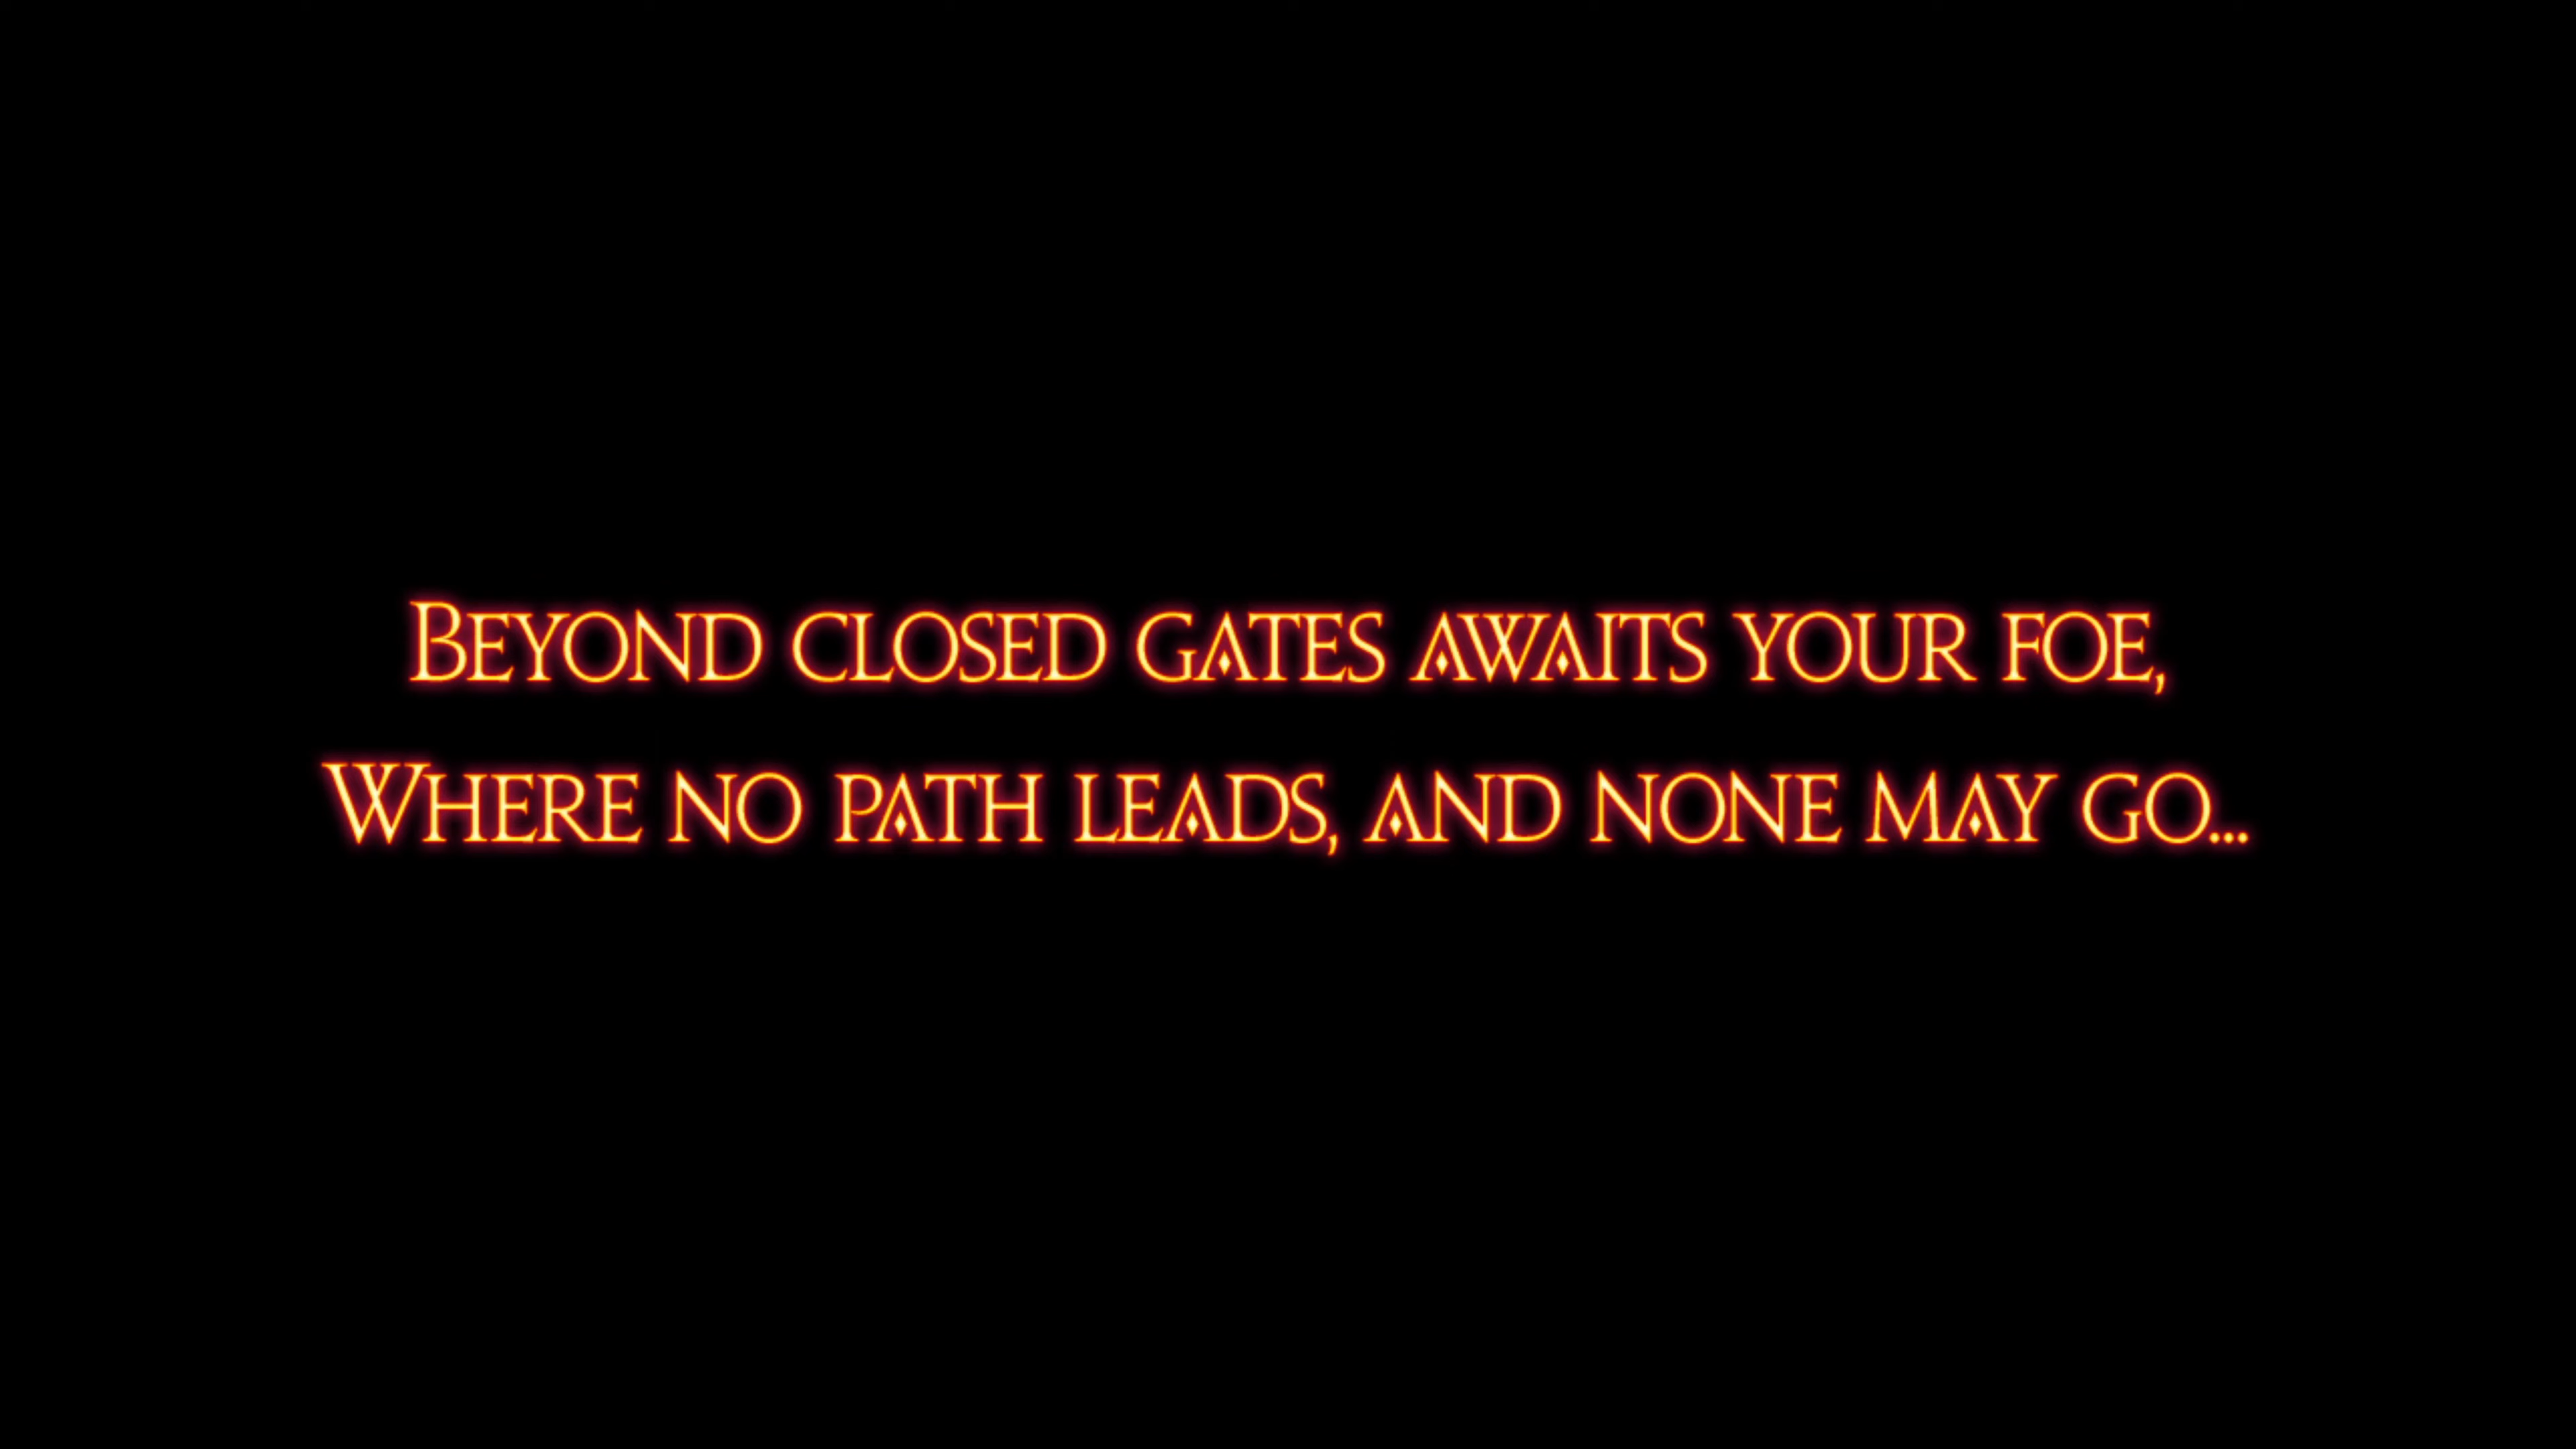 Beyond closed gates awaits your foe,
Where no path leads, and none may go...